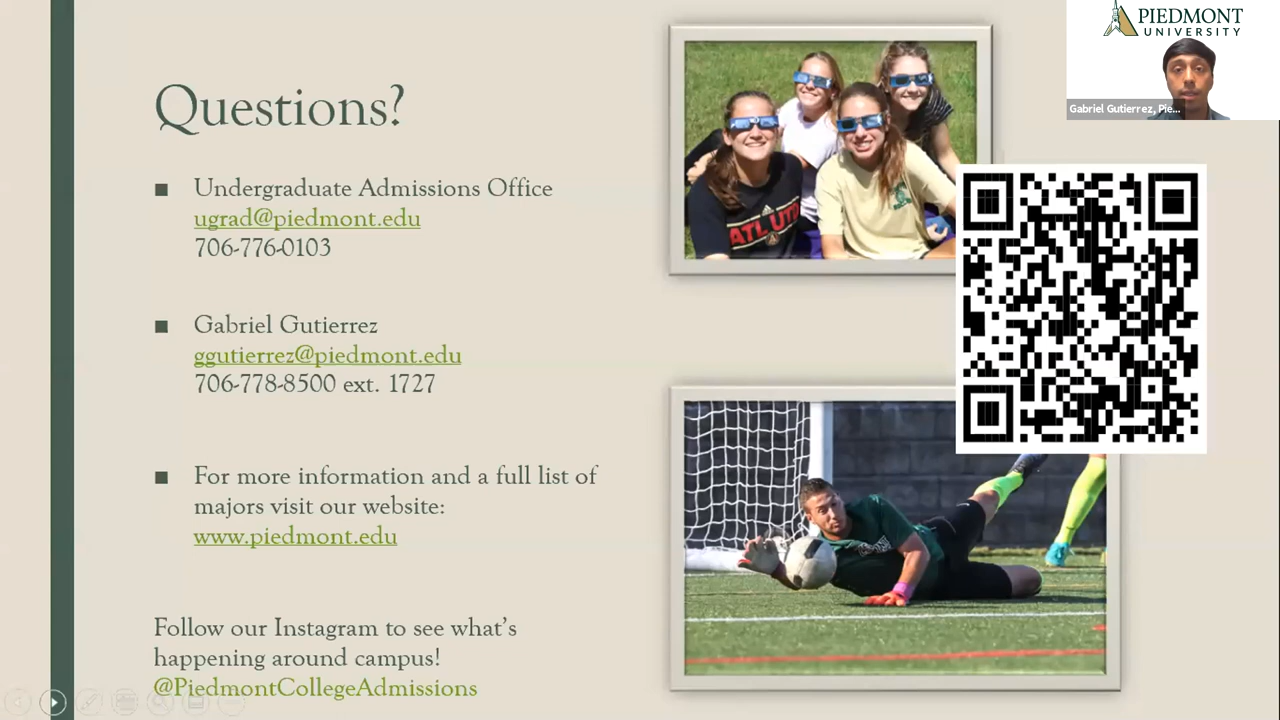 Questions?
Undergraduate Admissions Office
ugrad@piedmont.edu
706-776-0103
Gabriel Gutierrez
ggutierrez@piedmont.edu
706-778-8500 ext. 1727
For more information and a full list of
majors visit our website:
www.piedmont.edu
Follow our Instagram to see what's
happening around campus!
@PiedmontCollegeAdmissions
ATL UTD
PIEDMONT
UNIVERSITY
Gabriel Gutierrez, Pie...